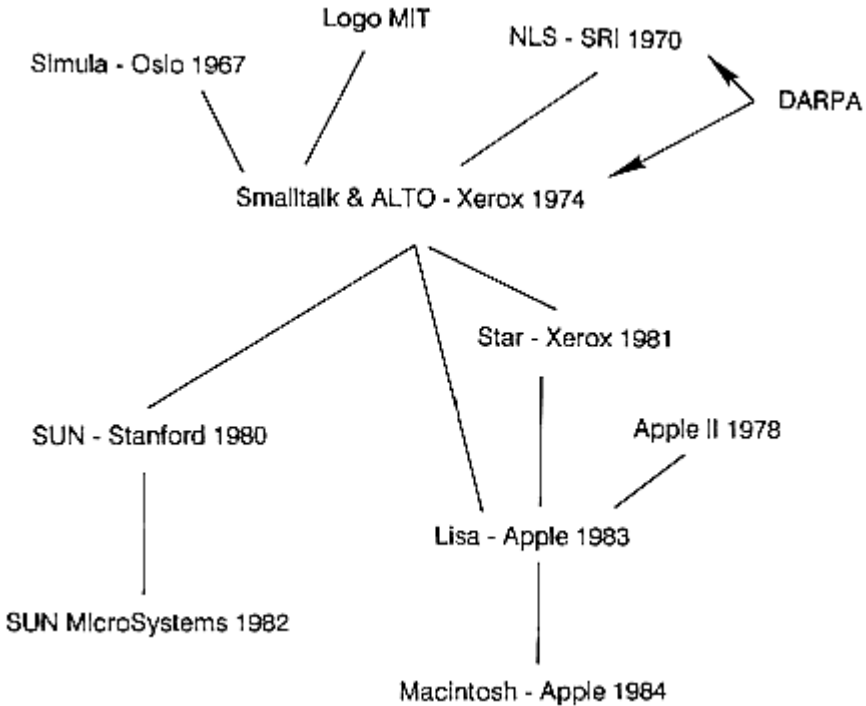 Logo MIT
NLS - SRI 1970
Simula - Oslo 1967
DARPA
Smalltalk & ALTO - Xerox 1974
Star - Xerox 1981
SUN - Stanford 1980
Apple II 1978
Lisa - Apple 1983
SUN MicroSystems 1982
Macintosh - Apple 1984